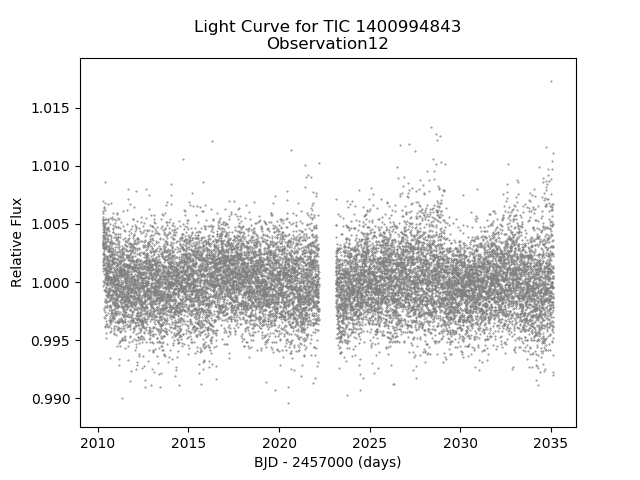 Light Curve for TIC 1400994843
Observation12
1.015
1.010
1.005
1.000
0.995
0.990
Relative Flux
2010 2015 2020 2025 2030 2035
BJD - 2457000 (days)